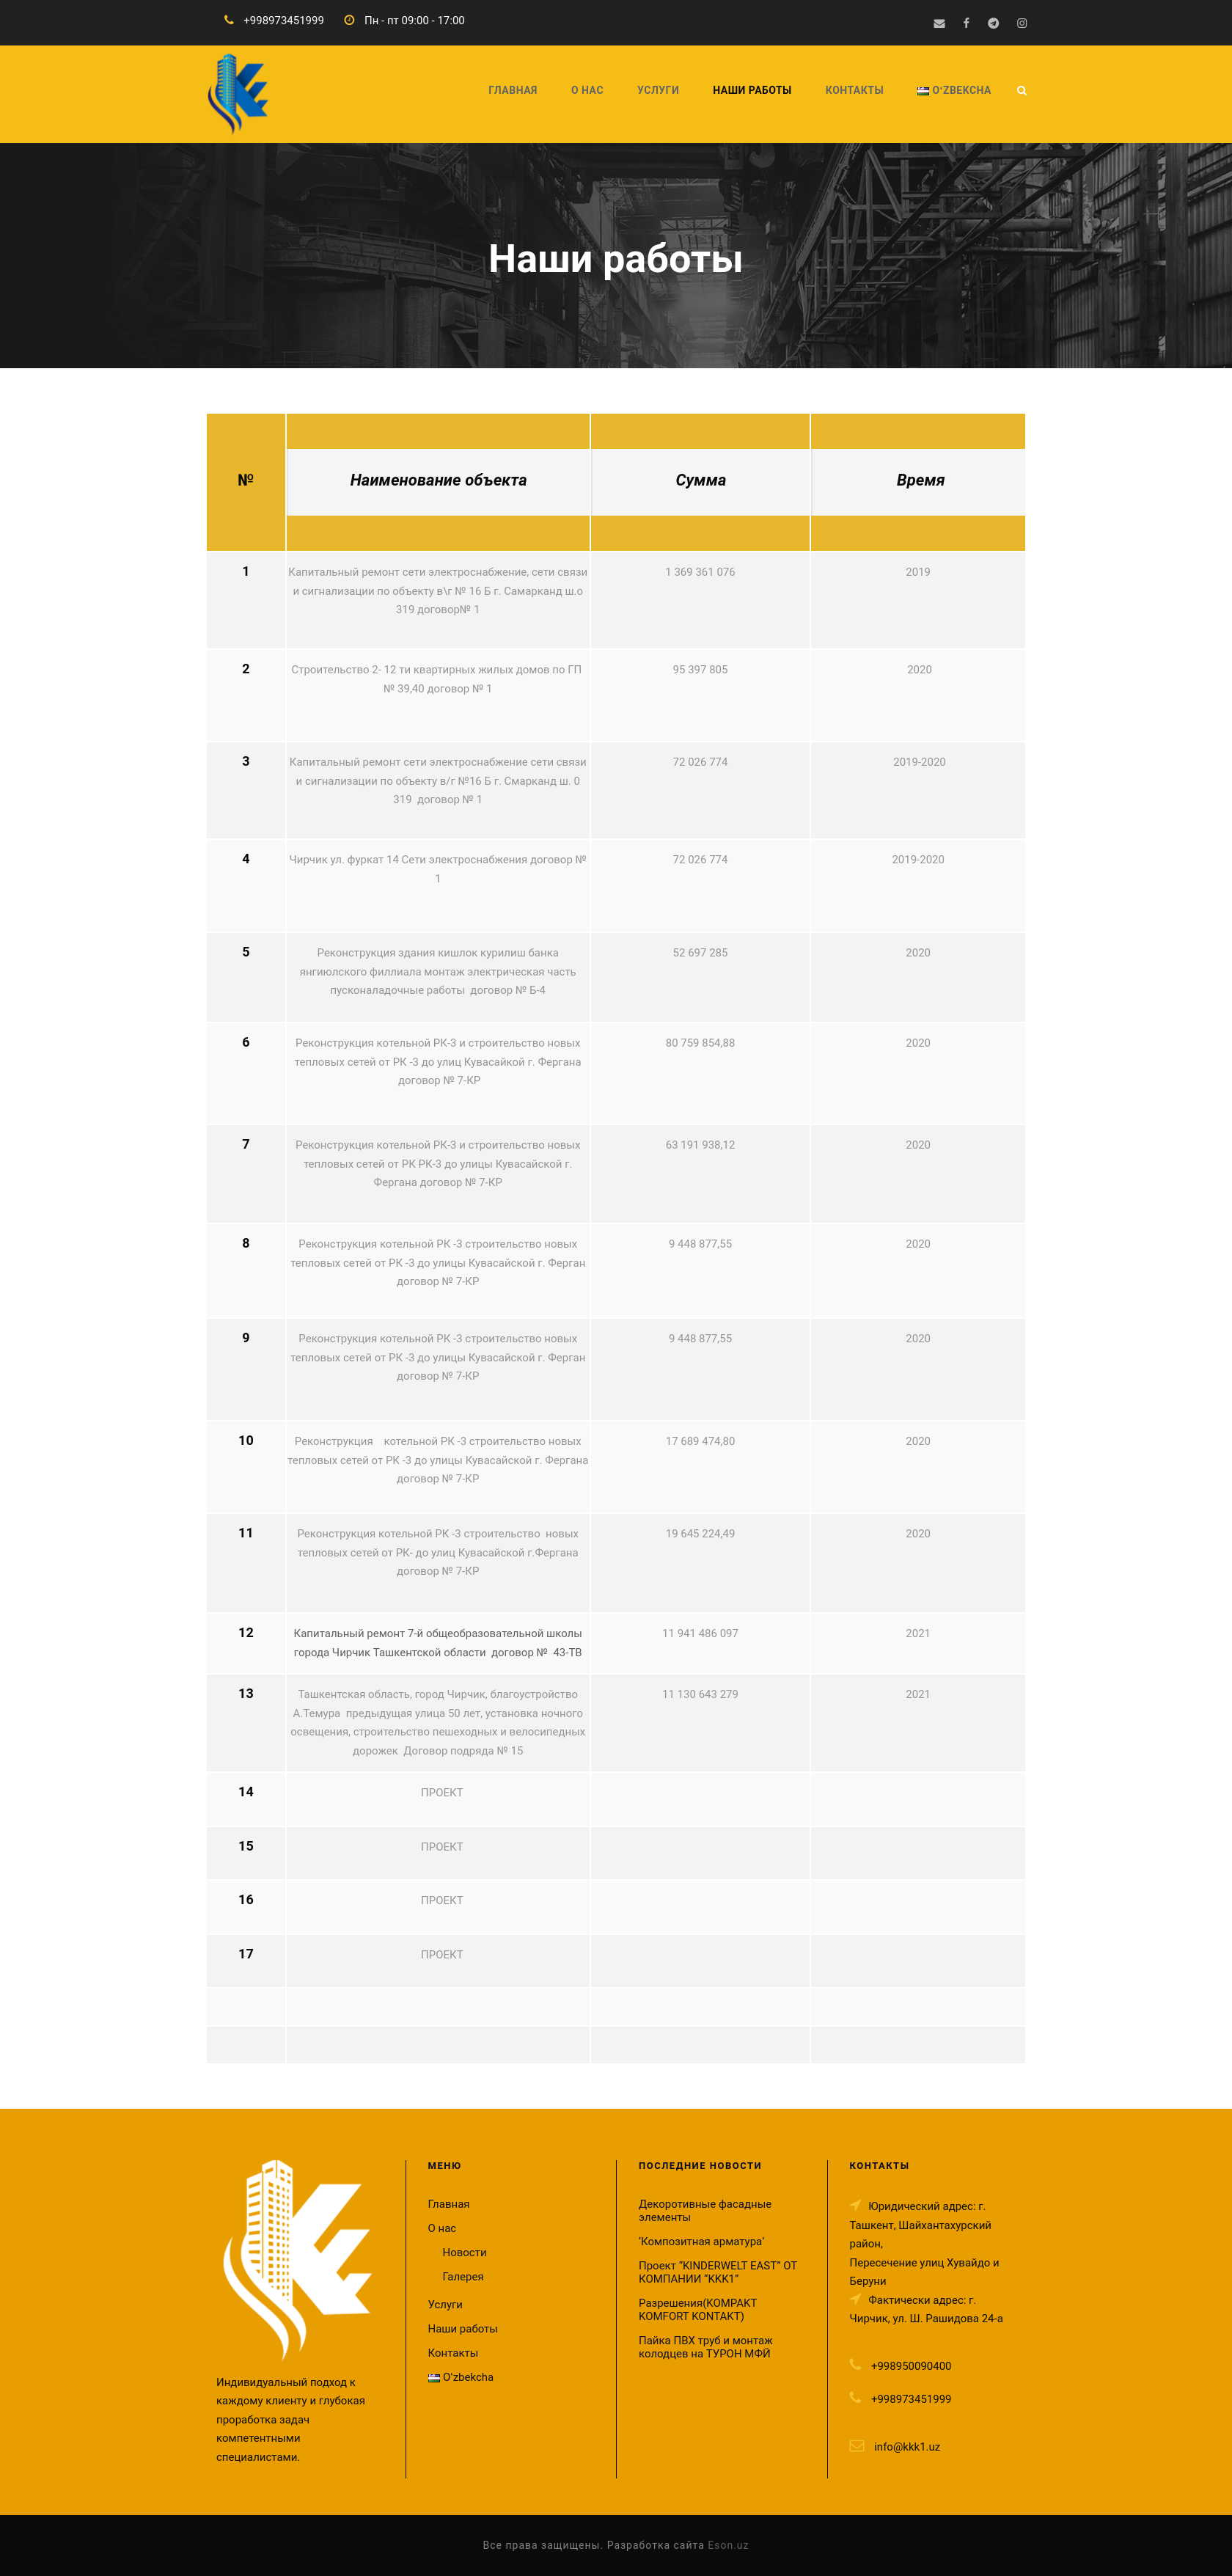 +998973451999 Пн - пт 09:00 - 17:00
ГЛАВНАЯ О НАС УСЛУГИ НАШИ РАБОТЫ КОНТАКТЫ O‘ZBEKCHA
Наши работы
№ Наименование объекта Сумма Время
1 Капитальный ремонт сети электроснабжение, сети связи 1 369 361 076 2019
и сигнализации по объекту в\г № 16 Б г. Самарканд ш.о
319 договор№ 1
2 Строительство 2- 12 ти квартирных жилых домов по ГП 95 397 805 2020
№ 39,40 договор № 1
3 Капитальный ремонт сети электроснабжение сети связи 72 026 774 2019-2020
и сигнализации по объекту в/г №16 Б г. Смарканд ш. 0
319 договор № 1
4 Чирчик ул. фуркат 14 Сети электроснабжения договор № 72 026 774 2019-2020
1
5 Реконструкция здания кишлок курилиш банка 52 697 285 2020
янгиюлского филлиала монтаж электрическая часть
пусконаладочные работы договор № Б-4
6 Реконструкция котельной РК-3 и строительство новых 80 759 854,88 2020
тепловых сетей от РК -3 до улиц Кувасайкой г. Фергана
договор № 7-КР
7 Реконструкция котельной РК-3 и строительство новых 63 191 938,12 2020
тепловых сетей от РК РК-3 до улицы Кувасайской г.
Фергана договор № 7-КР
8 Реконструкция котельной РК -3 строительство новых 9 448 877,55 2020
тепловых сетей от РК -3 до улицы Кувасайской г. Ферган
договор № 7-КР
9 Реконструкция котельной РК -3 строительство новых 9 448 877,55 2020
тепловых сетей от РК -3 до улицы Кувасайской г. Ферган
договор № 7-КР
10 Реконструкция котельной РК -3 строительство новых 17 689 474,80 2020
тепловых сетей от РК -3 до улицы Кувасайской г. Фергана
договор № 7-КР
11 Реконструкция котельной РК -3 строительство новых 19 645 224,49 2020
тепловых сетей от РК- до улиц Кувасайской г.Фергана
договор № 7-КР
12 Капитальный ремонт 7-й общеобразовательной школы 11 941 486 097 2021
города Чирчик Ташкентской области договор № 43-ТВ
13 Ташкентская область, город Чирчик, благоустройство 11 130 643 279 2021
А.Темура предыдущая улица 50 лет, установка ночного
освещения, строительство пешеходных и велосипедных
дорожек Договор подряда № 15
14 ПРОЕКТ
15 ПРОЕКТ
16 ПРОЕКТ
17 ПРОЕКТ
Индивидуальный подход к
каждому клиенту и глубокая
проработка задач
компетентными
специалистами.
МЕНЮ
Главная
О нас
Новости
Галерея
Услуги
Наши работы
Контакты
O‘zbekcha
ПОСЛЕДНИЕ НОВОСТИ
Декоротивные фасадные
элементы
‘Композитная арматура’
Проект “KINDERWELT EAST” ОТ
КОМПАНИИ “KKK1”
Разрешения(KOMPAKT
KOMFORT KONTAKT)
Пайка ПВХ труб и монтаж
колодцев на ТУРОН МФЙ
КОНТАКТЫ
Юридический адрес: г.
Ташкент, Шайхантахурский
район,
Пересечение улиц Хувайдо и
Беруни
Фактически адрес: г.
Чирчик, ул. Ш. Рашидова 24-а
+998950090400
+998973451999
info@kkk1.uz
Все права защищены. Разработка сайта Eson.uz